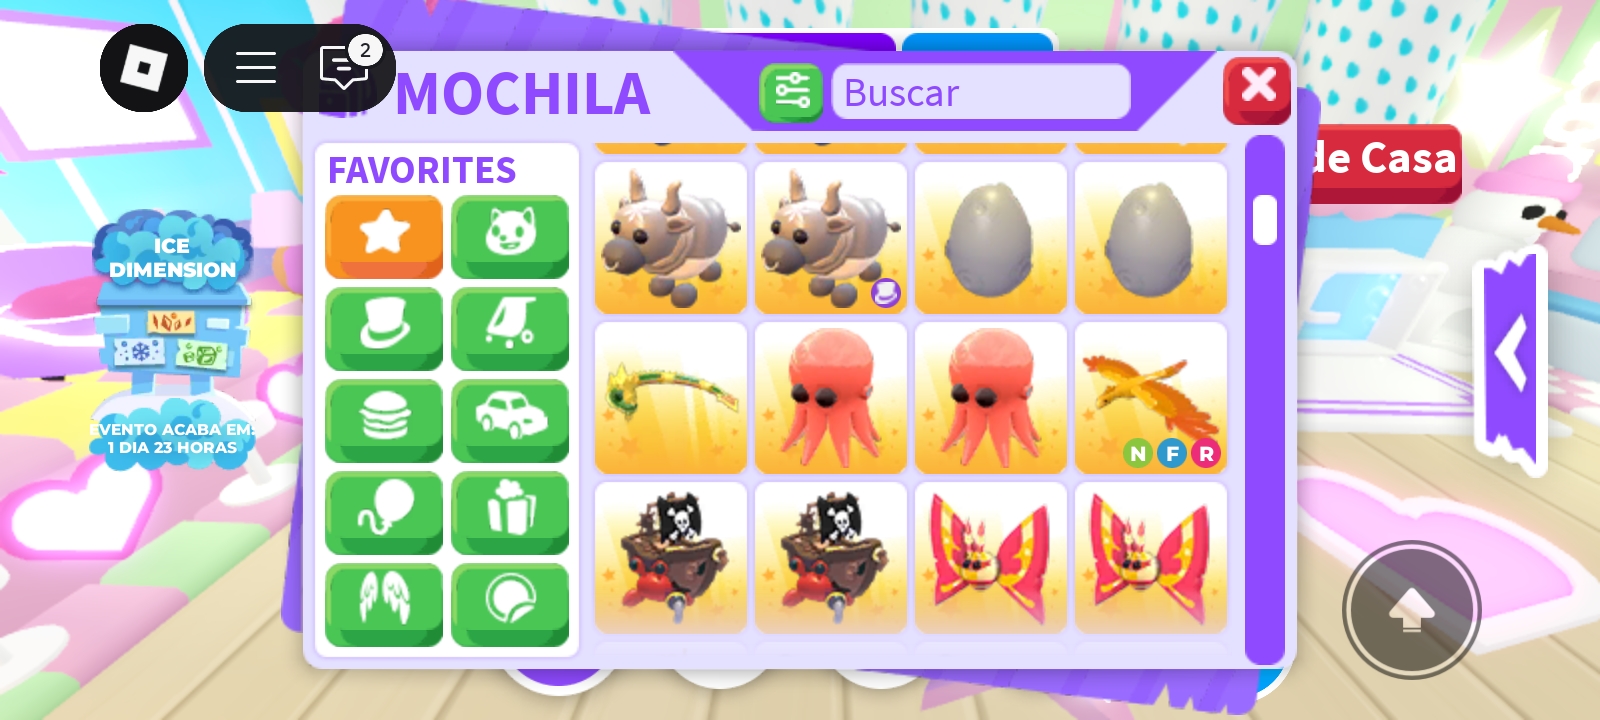 2
MOCHILA
Buscar
FAVORITES
de Casa
ICE
DIMENSION
EVENTO ACABA EM:
1 DIA 23 HORAS
N F R